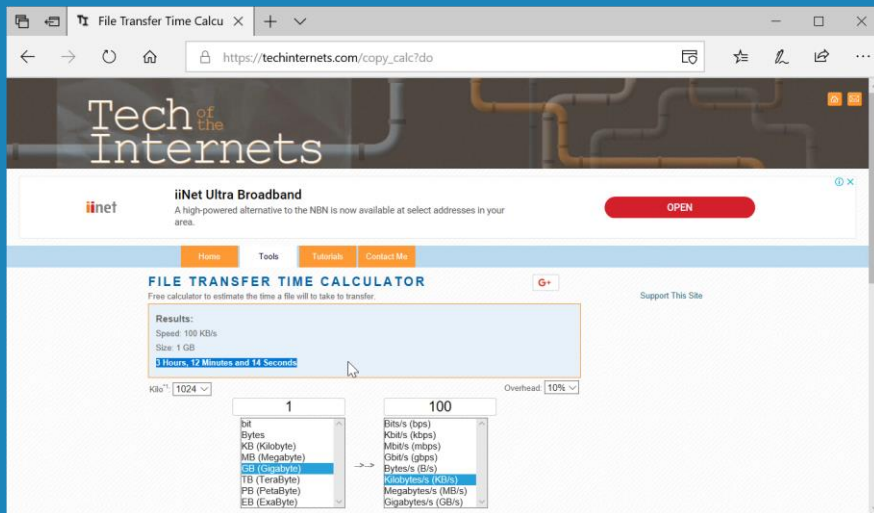 File Transfer Time Calcu
https://techinternets.com/copy_calc?do
Tech of the
Internets
iinet
iiNet Ultra Broadband
A high-powered alternative to the NBN is now available at select addresses in your
area.
OPEN
Home Tools Tutorials Contact Me
FILE TRANSFER TIME CALCULATOR
G+
Free calculator to estimate the time a file will to take to transfer.
Support This Site
Results:
Speed: 100 KB/s
Size: 1 GB
3 Hours, 12 Minutes and 14 Seconds
Kilo*1: 1024
Overhead: 10%
1
100
bit
Bytes
KB (Kilobyte)
MB (Megabyte)
GB (Gigabyte)
TB (TeraByte)
PB (PetaByte)
EB (ExaByte)
-->-->
Bits/s (bps)
Kbit/s (kbps)
Mbit/s (mbps)
Gbit/s (gbps)
Bytes/s (B/s)
Kilobytes/s (KB/s)
Megabytes/s (MB/s)
Gigabytes/s (GB/s)